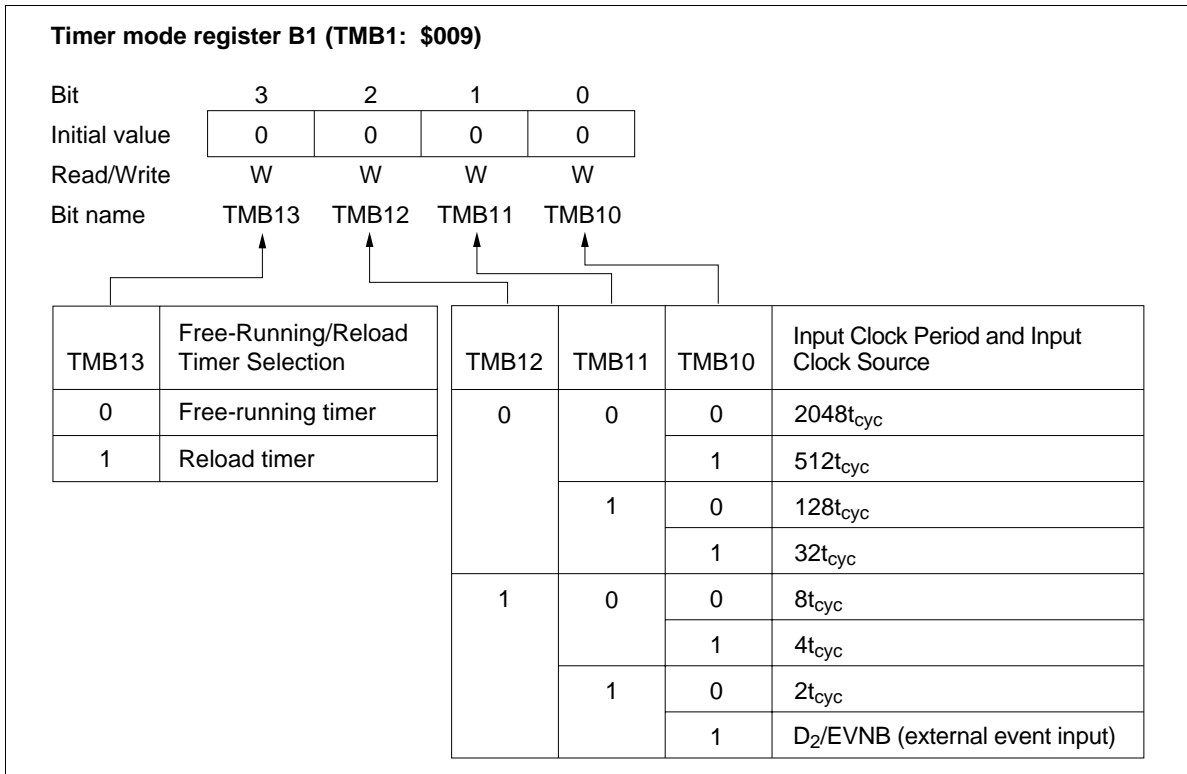 Timer mode register B1 (TMB1: $009)
Bit 3 2 1 0
Initial value 0 0 0 0
Read/Write W W W W
Bit name TMB13 TMB12 TMB11 TMB10
TMB13 Free-Running/Reload Timer Selection
0 Free-running timer
1 Reload timer
TMB12 TMB11 TMB10 Input Clock Period and Input Clock Source
0 0 0 2048tcyc
1 512tcyc
1 0 128tcyc
1 32tcyc
1 0 0 8tcyc
1 4tcyc
1 0 2tcyc
1 D2/EVNB (external event input)